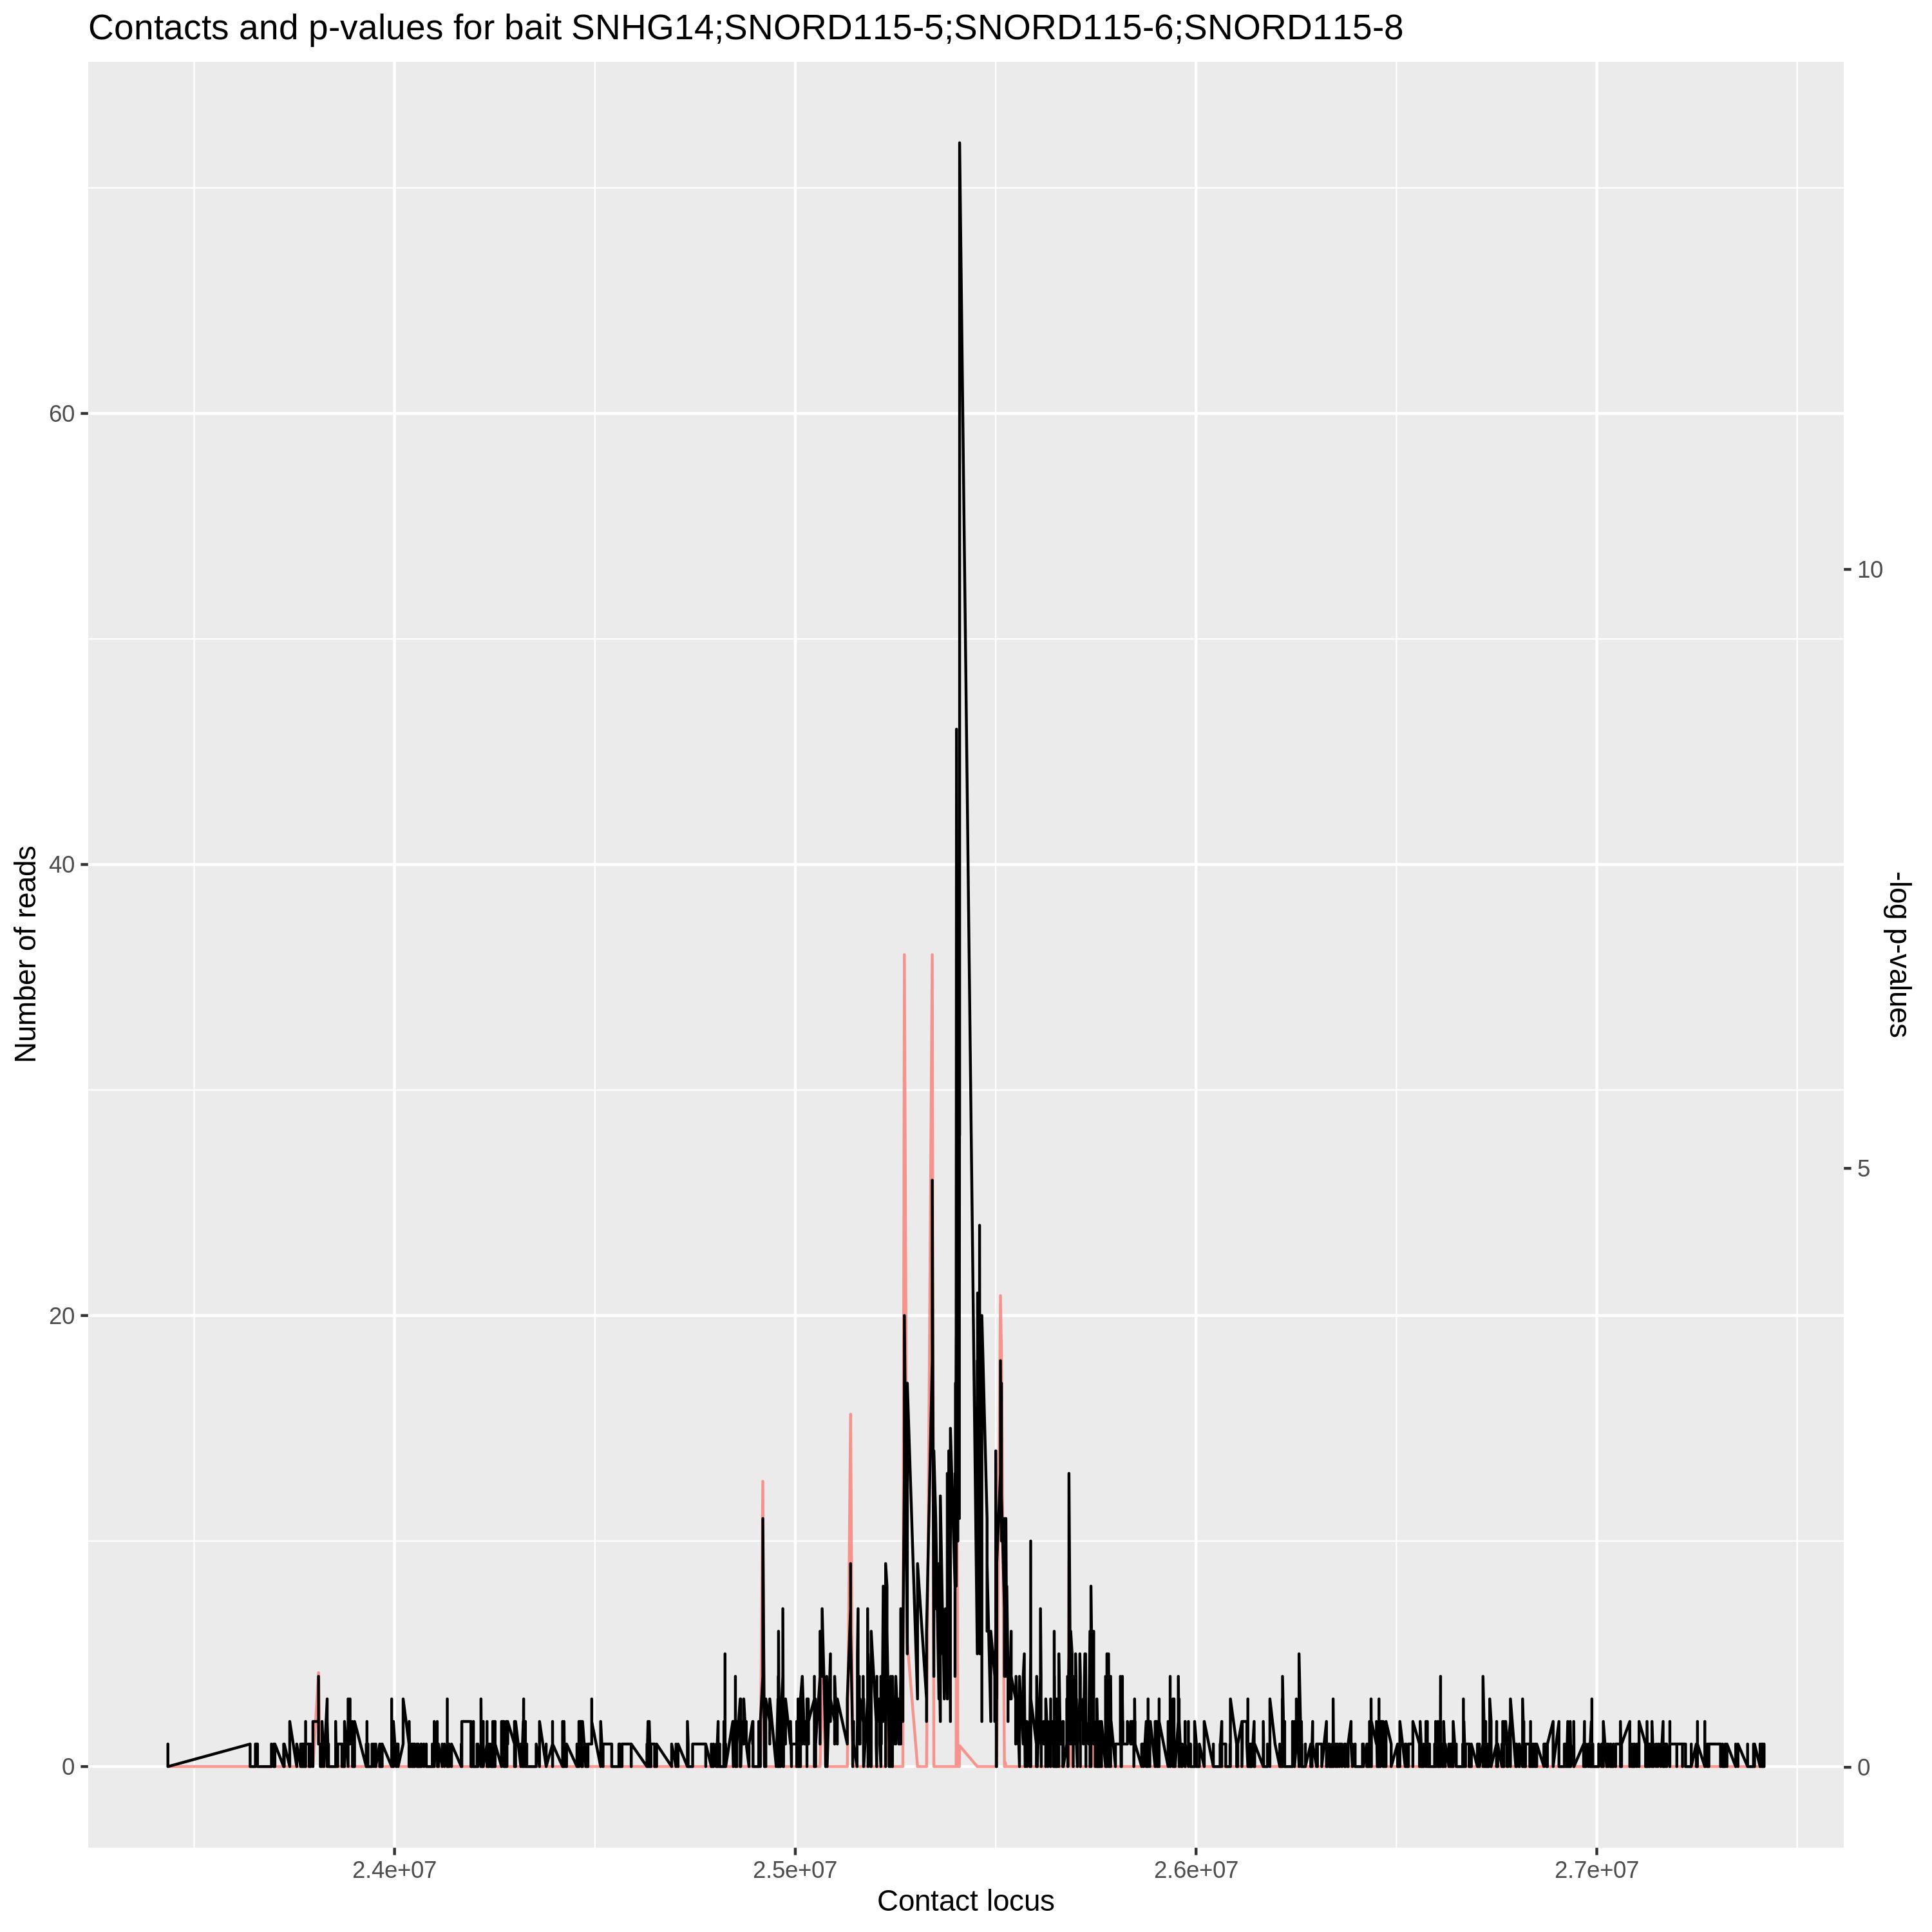 Contacts and p-values for bait SNHG14;SNORD115-5;SNORD115-6;SNORD115-8
60
40
20
0
Number of reads
10
5
0
-log p-values
2.4e+07
2.5e+07
2.6e+07
2.7e+07
Contact locus